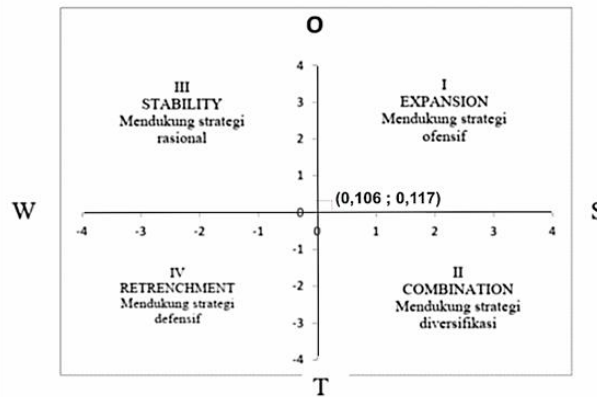 O
4
III
I
STABILITY
EXPANSION
Mendukung strategi
rasional
Mendukung strategi
ofensif
3
2
1
(0,106 ; 0,117)
W
0
S
-4 -3 -2 -1 0 1 2 3 4
-1
IV
RETRENCHMENT
Mendukung strategi
defensif
II
COMBINATION
Mendukung strategi
diversifikasi
-2
-3
-4
T